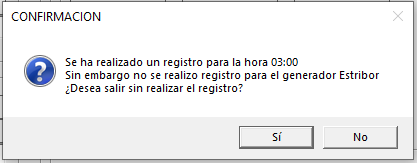 CONFIRMACION
Se ha realizado un registro para la hora 03:00
Sin embargo no se realizo registro para el generador Estribor
¿Desea salir sin realizar el registro?
Sí
No